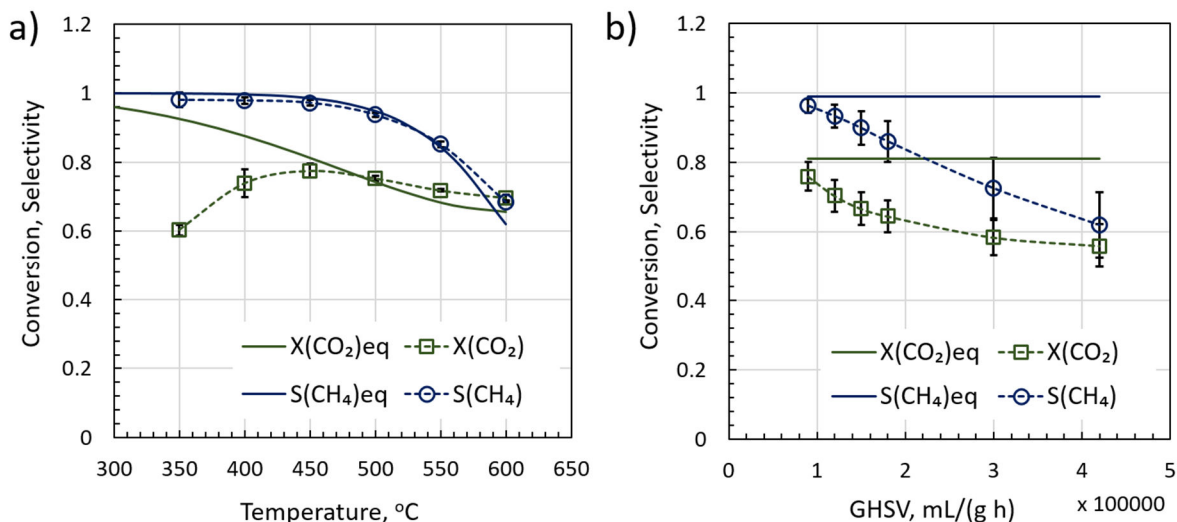 a)
1.2
1
0.8
0.6
0.4
0.2
0
Conversion, Selectivity
X(CO₂)eq
X(CO₂)
S(CH₄)eq
S(CH₄)
300 350 400 450 500 550 600 650
Temperature, °C
b)
1.2
1
0.8
0.6
0.4
0.2
0
Conversion, Selectivity
X(CO₂)eq
X(CO₂)
S(CH₄)eq
S(CH₄)
0 1 2 3 4 5
GHSV, mL/(g h)
x 100000